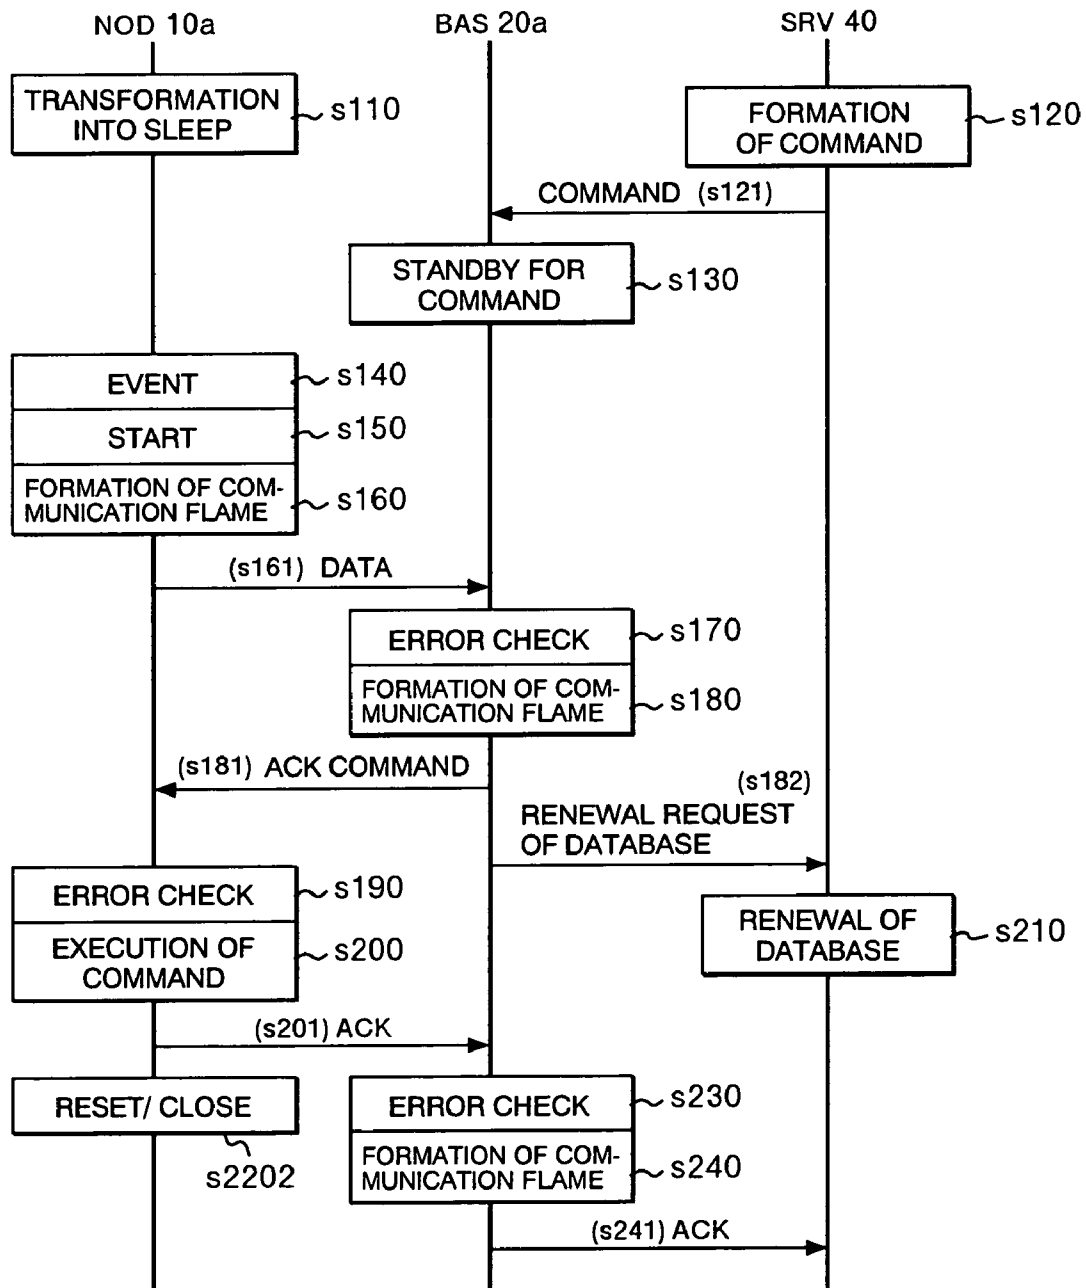 NOD 10a
BAS 20a
SRV 40
TRANSFORMATION
INTO SLEEP
s110
FORMATION
OF COMMAND
s120
COMMAND (s121)
STANDBY FOR
COMMAND
s130
EVENT
s140
START
s150
FORMATION OF COM-
MUNICATION FLAME
s160
(s161) DATA
ERROR CHECK
s170
FORMATION OF COM-
MUNICATION FLAME
s180
(s181) ACK COMMAND
(s182)
RENEWAL REQUEST
OF DATABASE
ERROR CHECK
s190
EXECUTION OF
COMMAND
s200
RENEWAL OF
DATABASE
s210
(s201) ACK
RESET/ CLOSE
s2202
ERROR CHECK
s230
FORMATION OF COM-
MUNICATION FLAME
s240
(s241) ACK